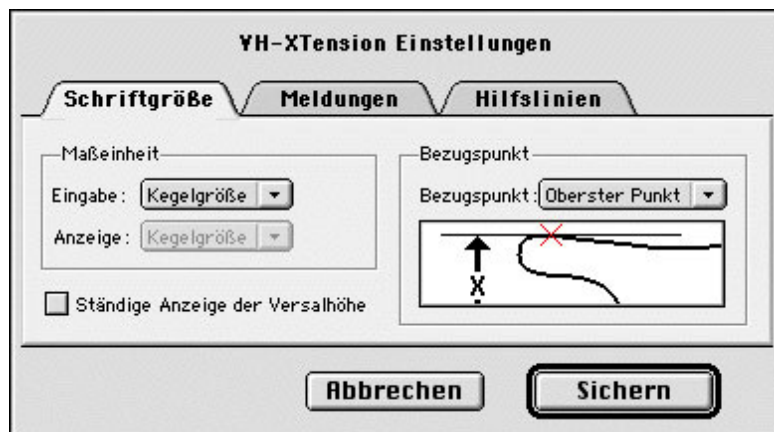 VH-XTension Einstellungen
Schriftgröße Meldungen Hilfslinien
Maßeinheit
Eingabe: Kegelgröße
Anzeige: Kegelgröße
Ständige Anzeige der Versalhöhe
Bezugspunkt
Bezugspunkt: Oberster Punkt
X
Abbrechen Sichern